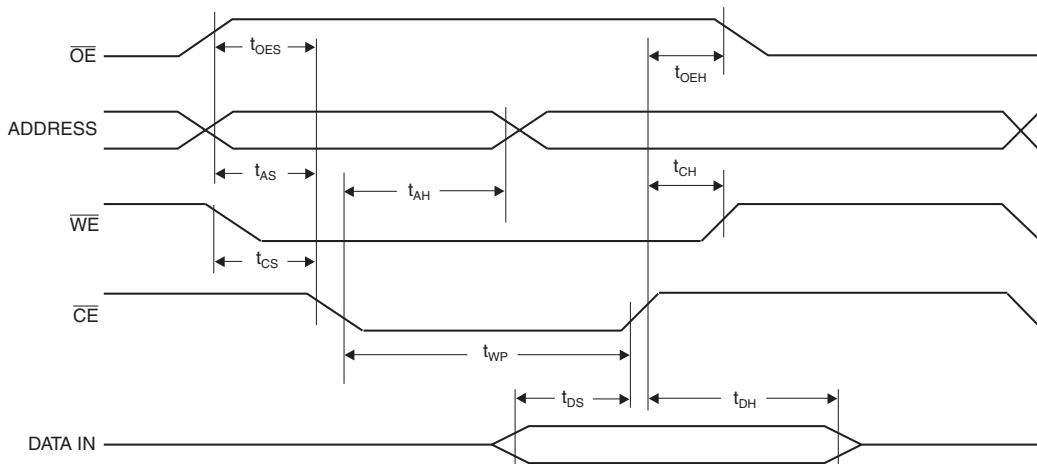 OE
tOES
tOEH
ADDRESS
tAS
tAH
tCH
WE
tCS
CE
tWP
tDS
tDH
DATA IN